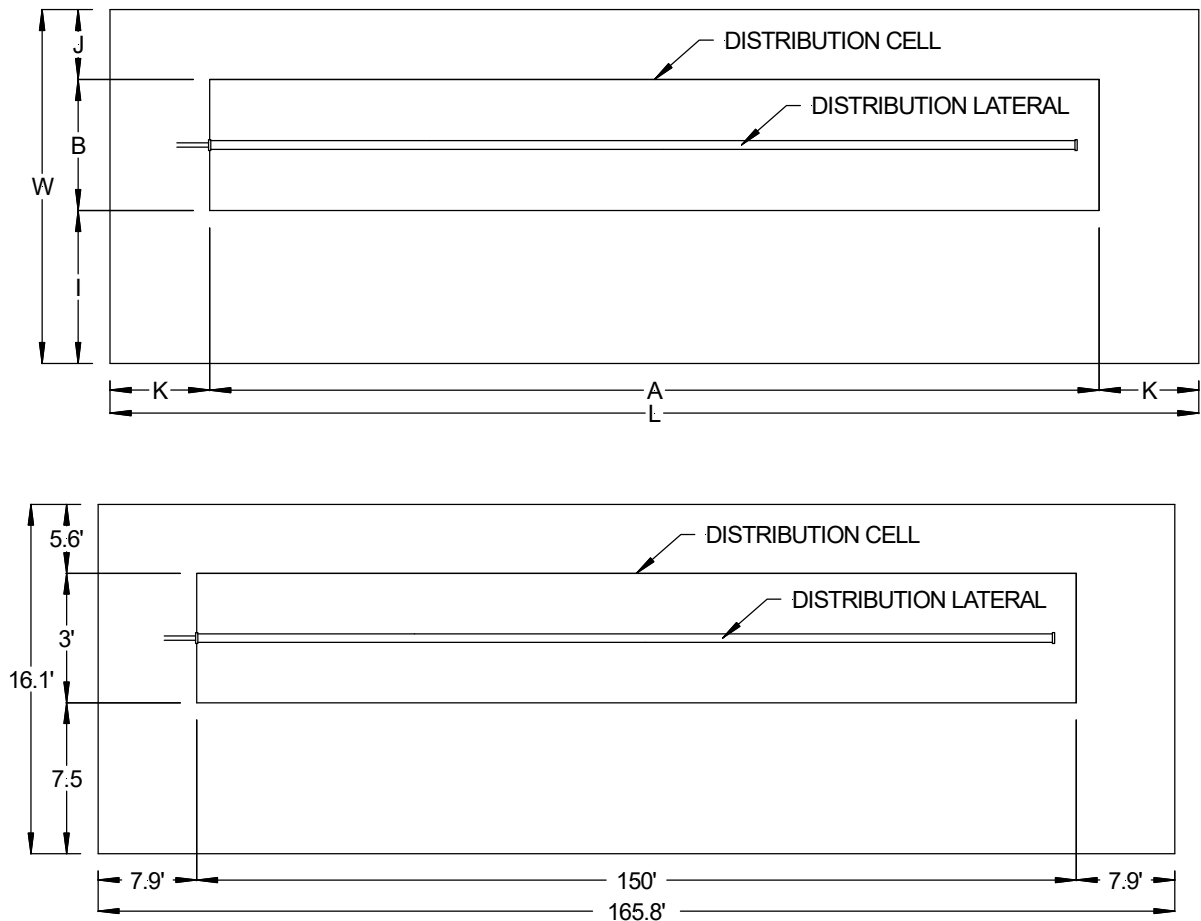 J
DISTRIBUTION CELL
DISTRIBUTION LATERAL
B
W
I
K
A
K
L
5.6'
DISTRIBUTION CELL
DISTRIBUTION LATERAL
3'
16.1'
7.5
7.9'
150'
7.9'
165.8'